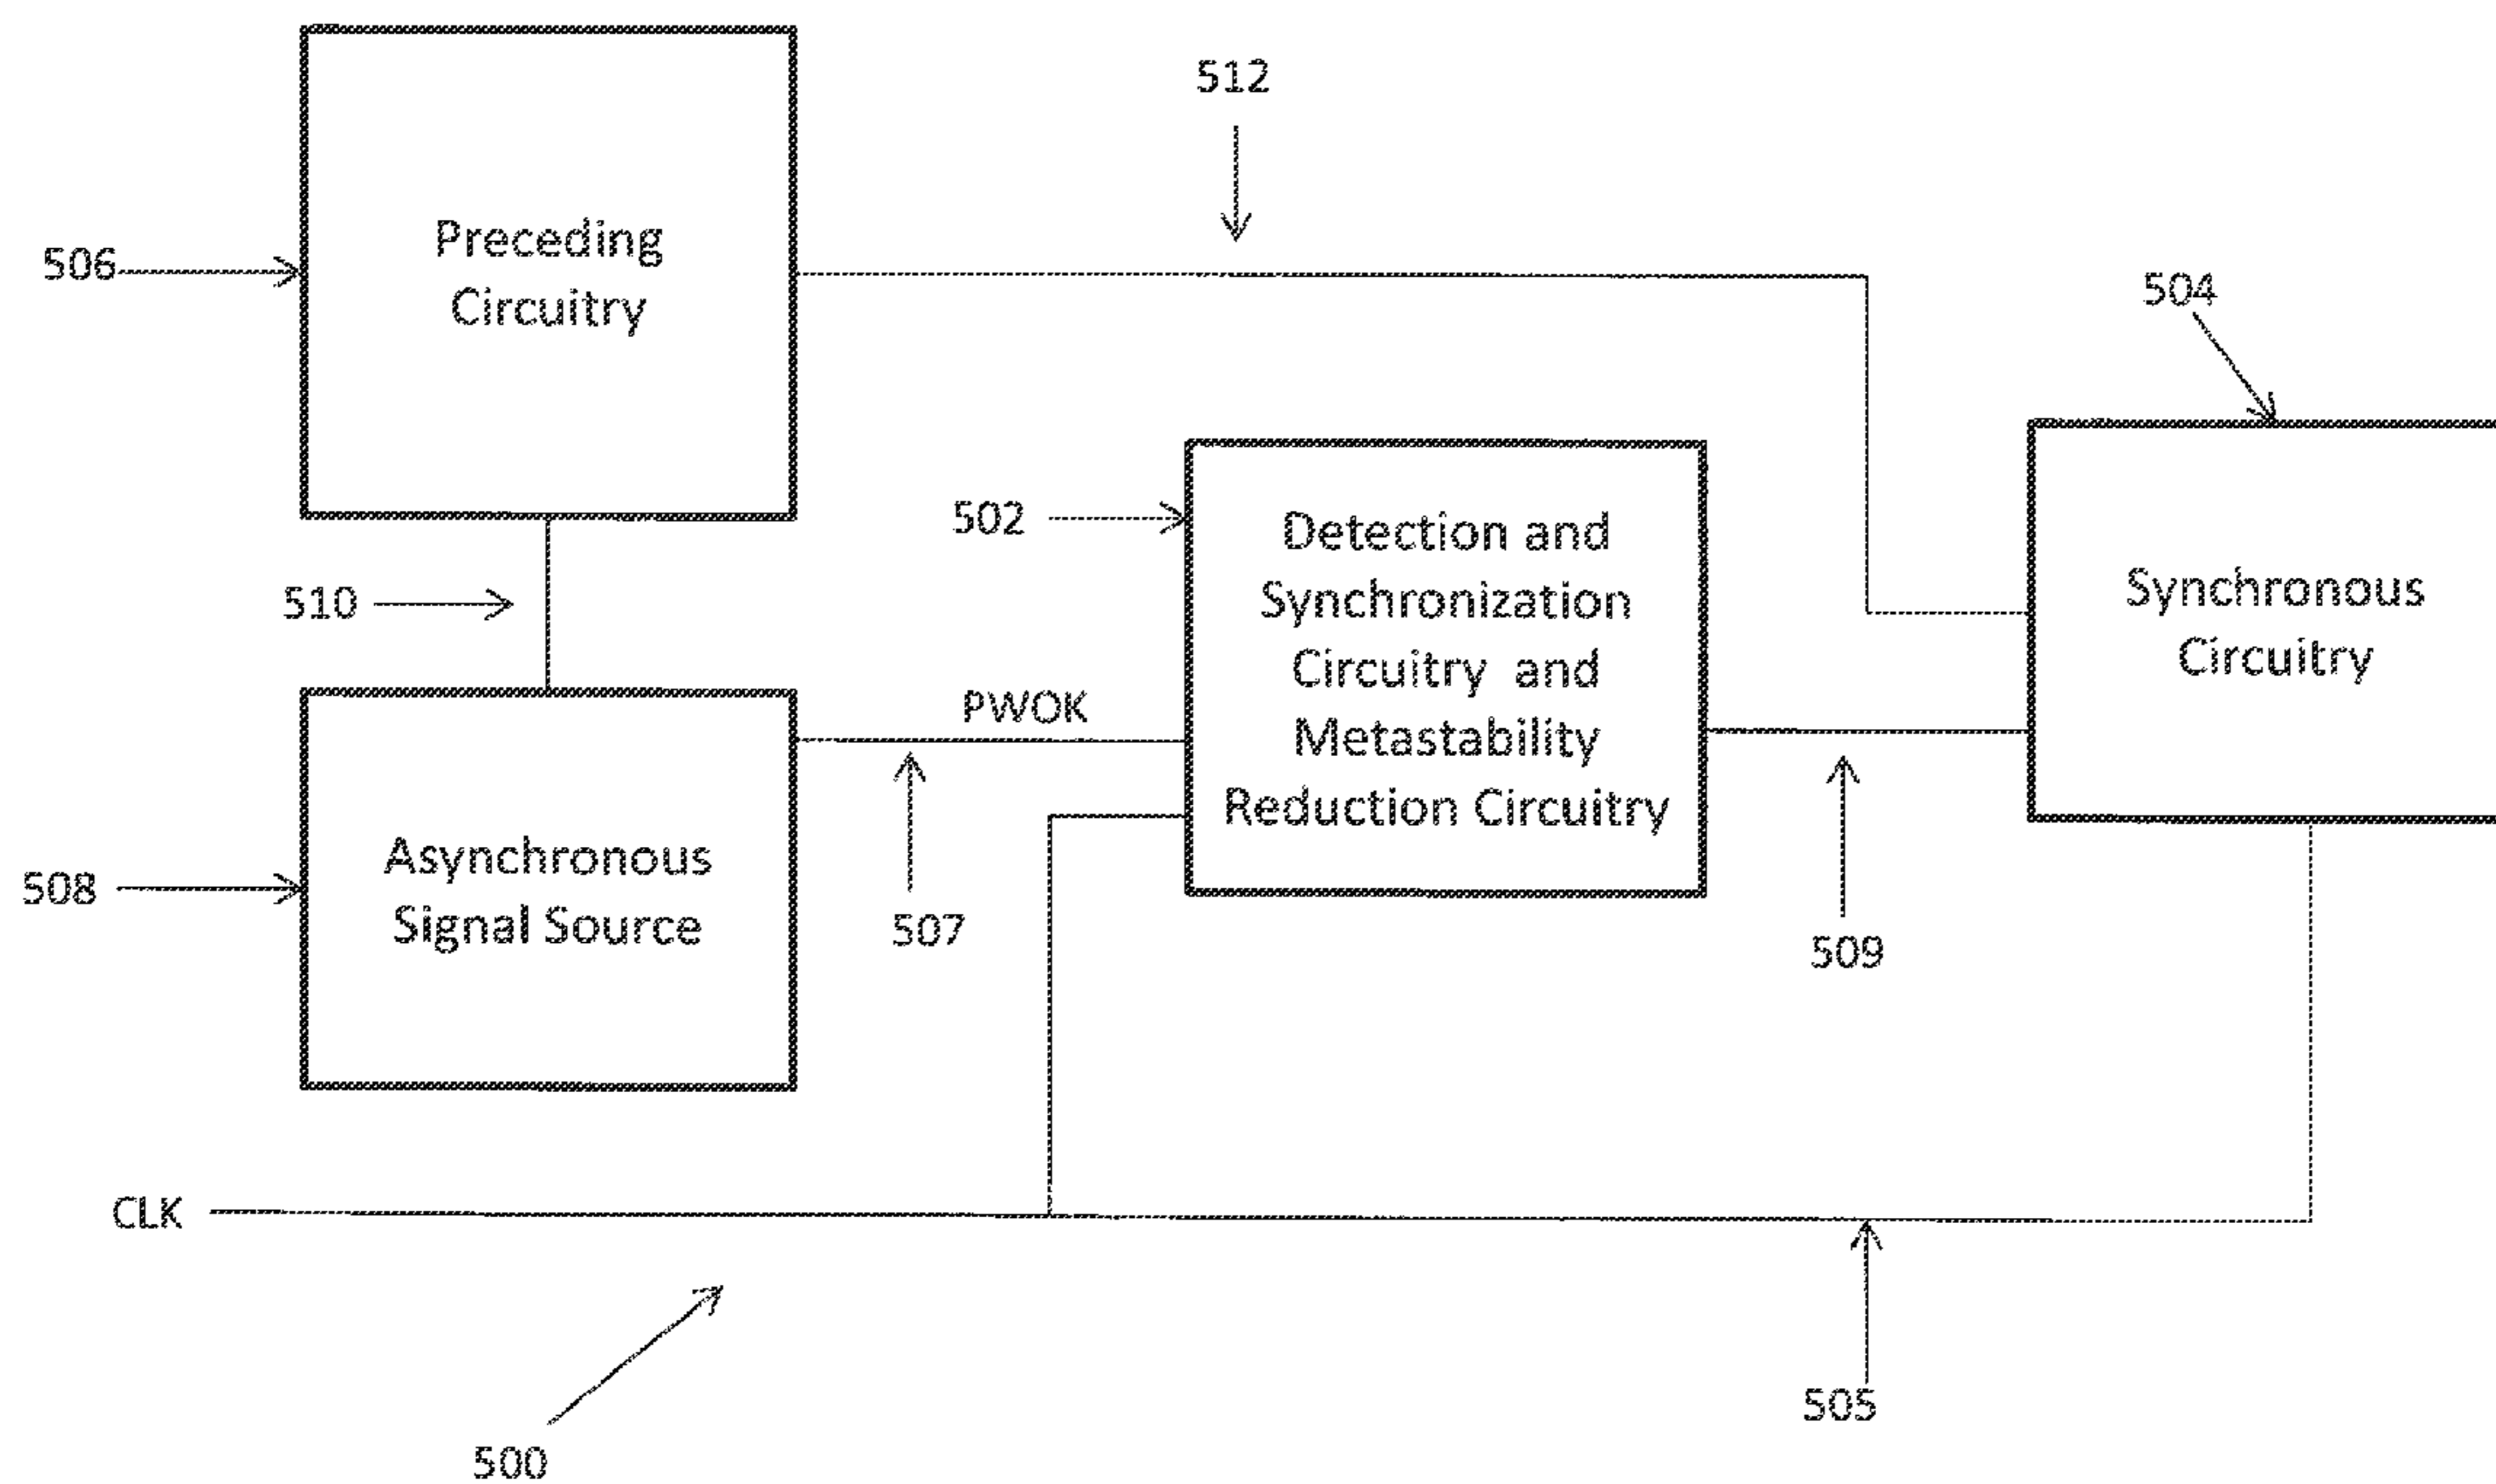 512
506
Preceding
Circuitry
504
502
Detection and
Synchronization
Circuitry and
Metastability
Reduction Circuitry
Synchronous
Circuitry
510
PWOK
508
Asynchronous
Signal Source
507
509
CLK
505
500